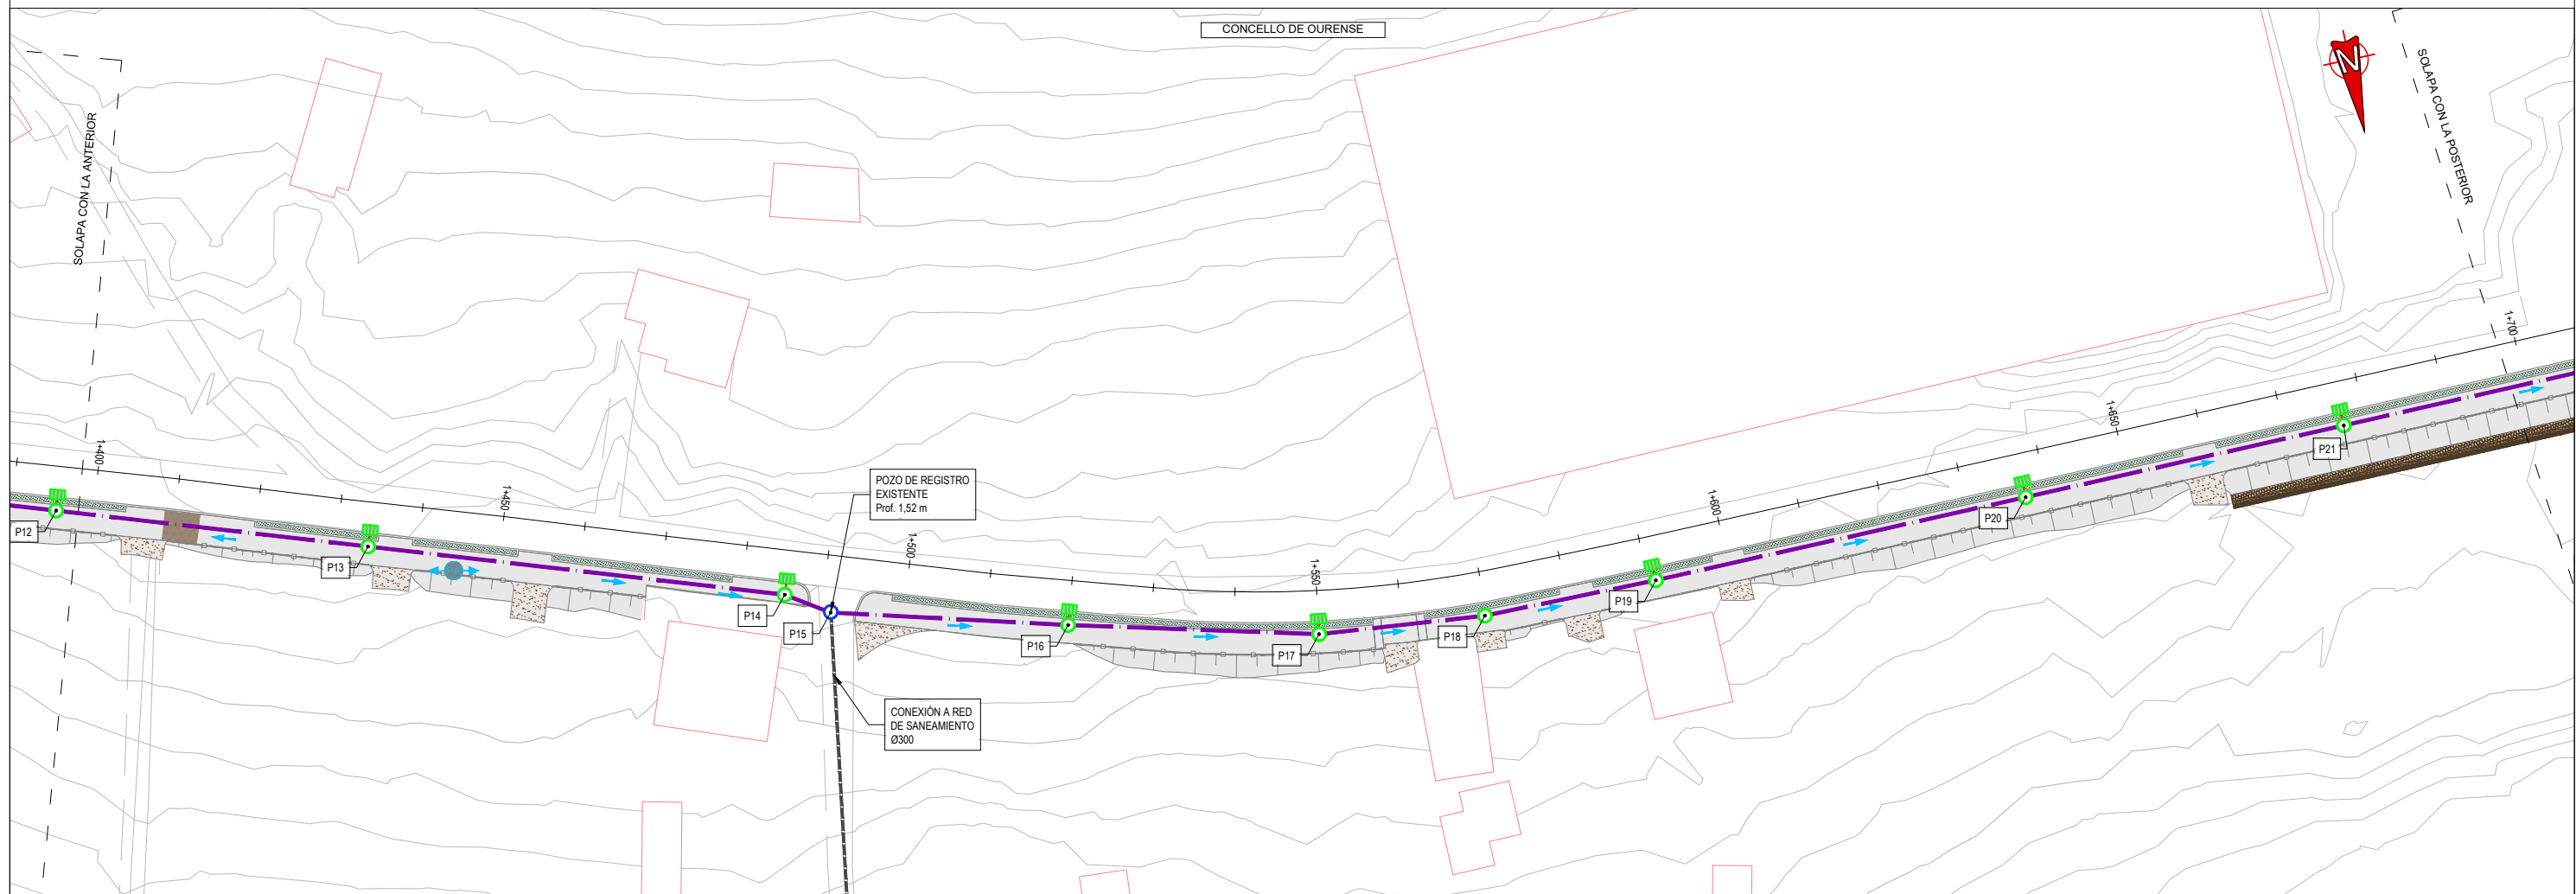 CONCELLO DE OURENSE
N
SOLAPA CON LA ANTERIOR
SOLAPA CON LA POSTERIOR
1+400
1+450
1+500
1+550
1+600
1+650
1+700
POZO DE REGISTRO
EXISTENTE
Prof. 1,52 m
P12
P13
P14
P15
P16
P17
P18
P19
P20
P21
CONEXIÓN A RED
DE SANEAMIENTO
Ø300